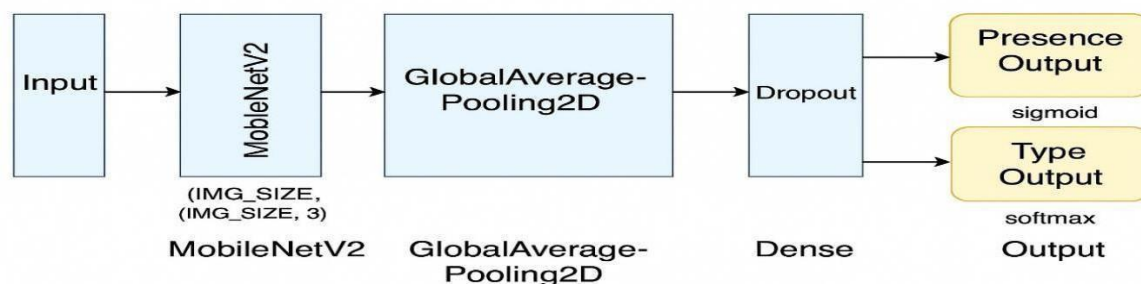 Input
MobleNetV2
(IMG_SIZE,
(IMG_SIZE, 3)
MobileNetV2
GlobalAverage-
Pooling2D
GlobalAverage-
Pooling2D
Dropout
Dense
Presence
Output
sigmoid
Type
Output
softmax
Output